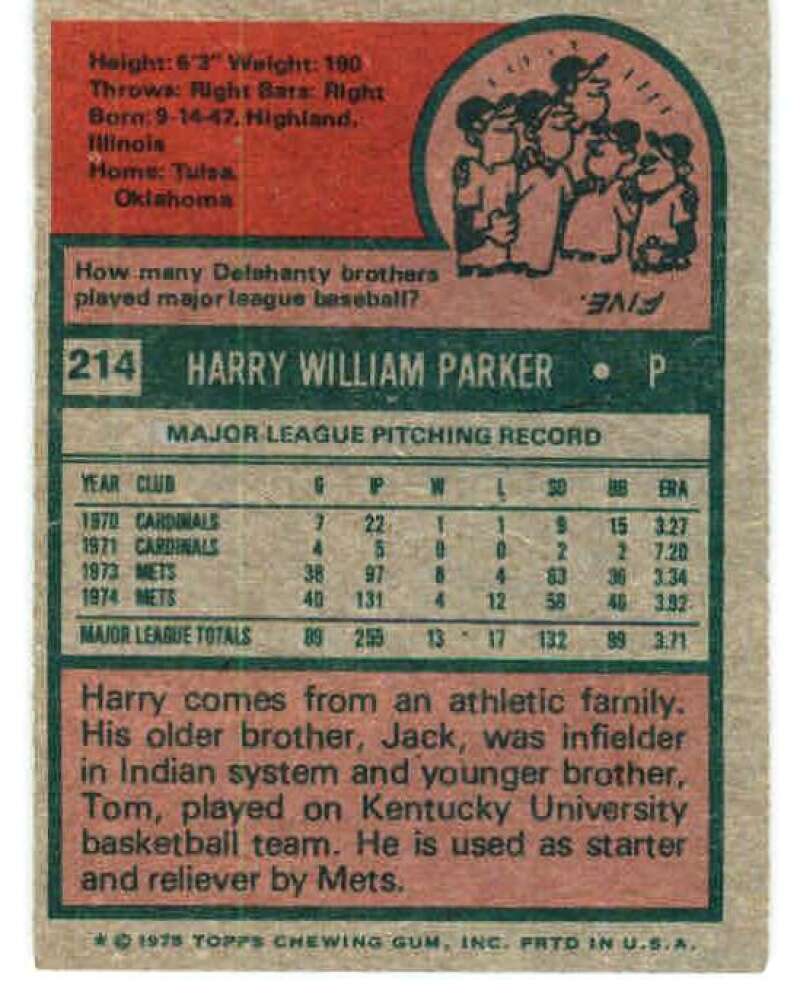 Height: 6'3" Weight: 190
Throws: Right Bats: Right
Born: 9-14-47, Highland,
Illinois
Home: Tulsa,
Oklahoma
How many Delahanty brothers
played major league baseball?
FIVE.
214 HARRY WILLIAM PARKER • P
MAJOR LEAGUE PITCHING RECORD
YEAR CLUB G IP W L SO BB ERA
1970 CARDINALS 7 22 1 1 9 15 3.27
1971 CARDINALS 4 5 0 0 2 2 7.20
1973 METS 38 97 8 4 63 36 3.34
1974 METS 40 131 4 12 58 46 3.92
MAJOR LEAGUE TOTALS 89 255 13 17 132 99 3.71
Harry comes from an athletic family.
His older brother, Jack, was infielder
in Indian system and younger brother,
Tom, played on Kentucky University
basketball team. He is used as starter
and reliever by Mets.
* © 1975 TOPPS CHEWING GUM, INC. PRTD IN U.S.A.